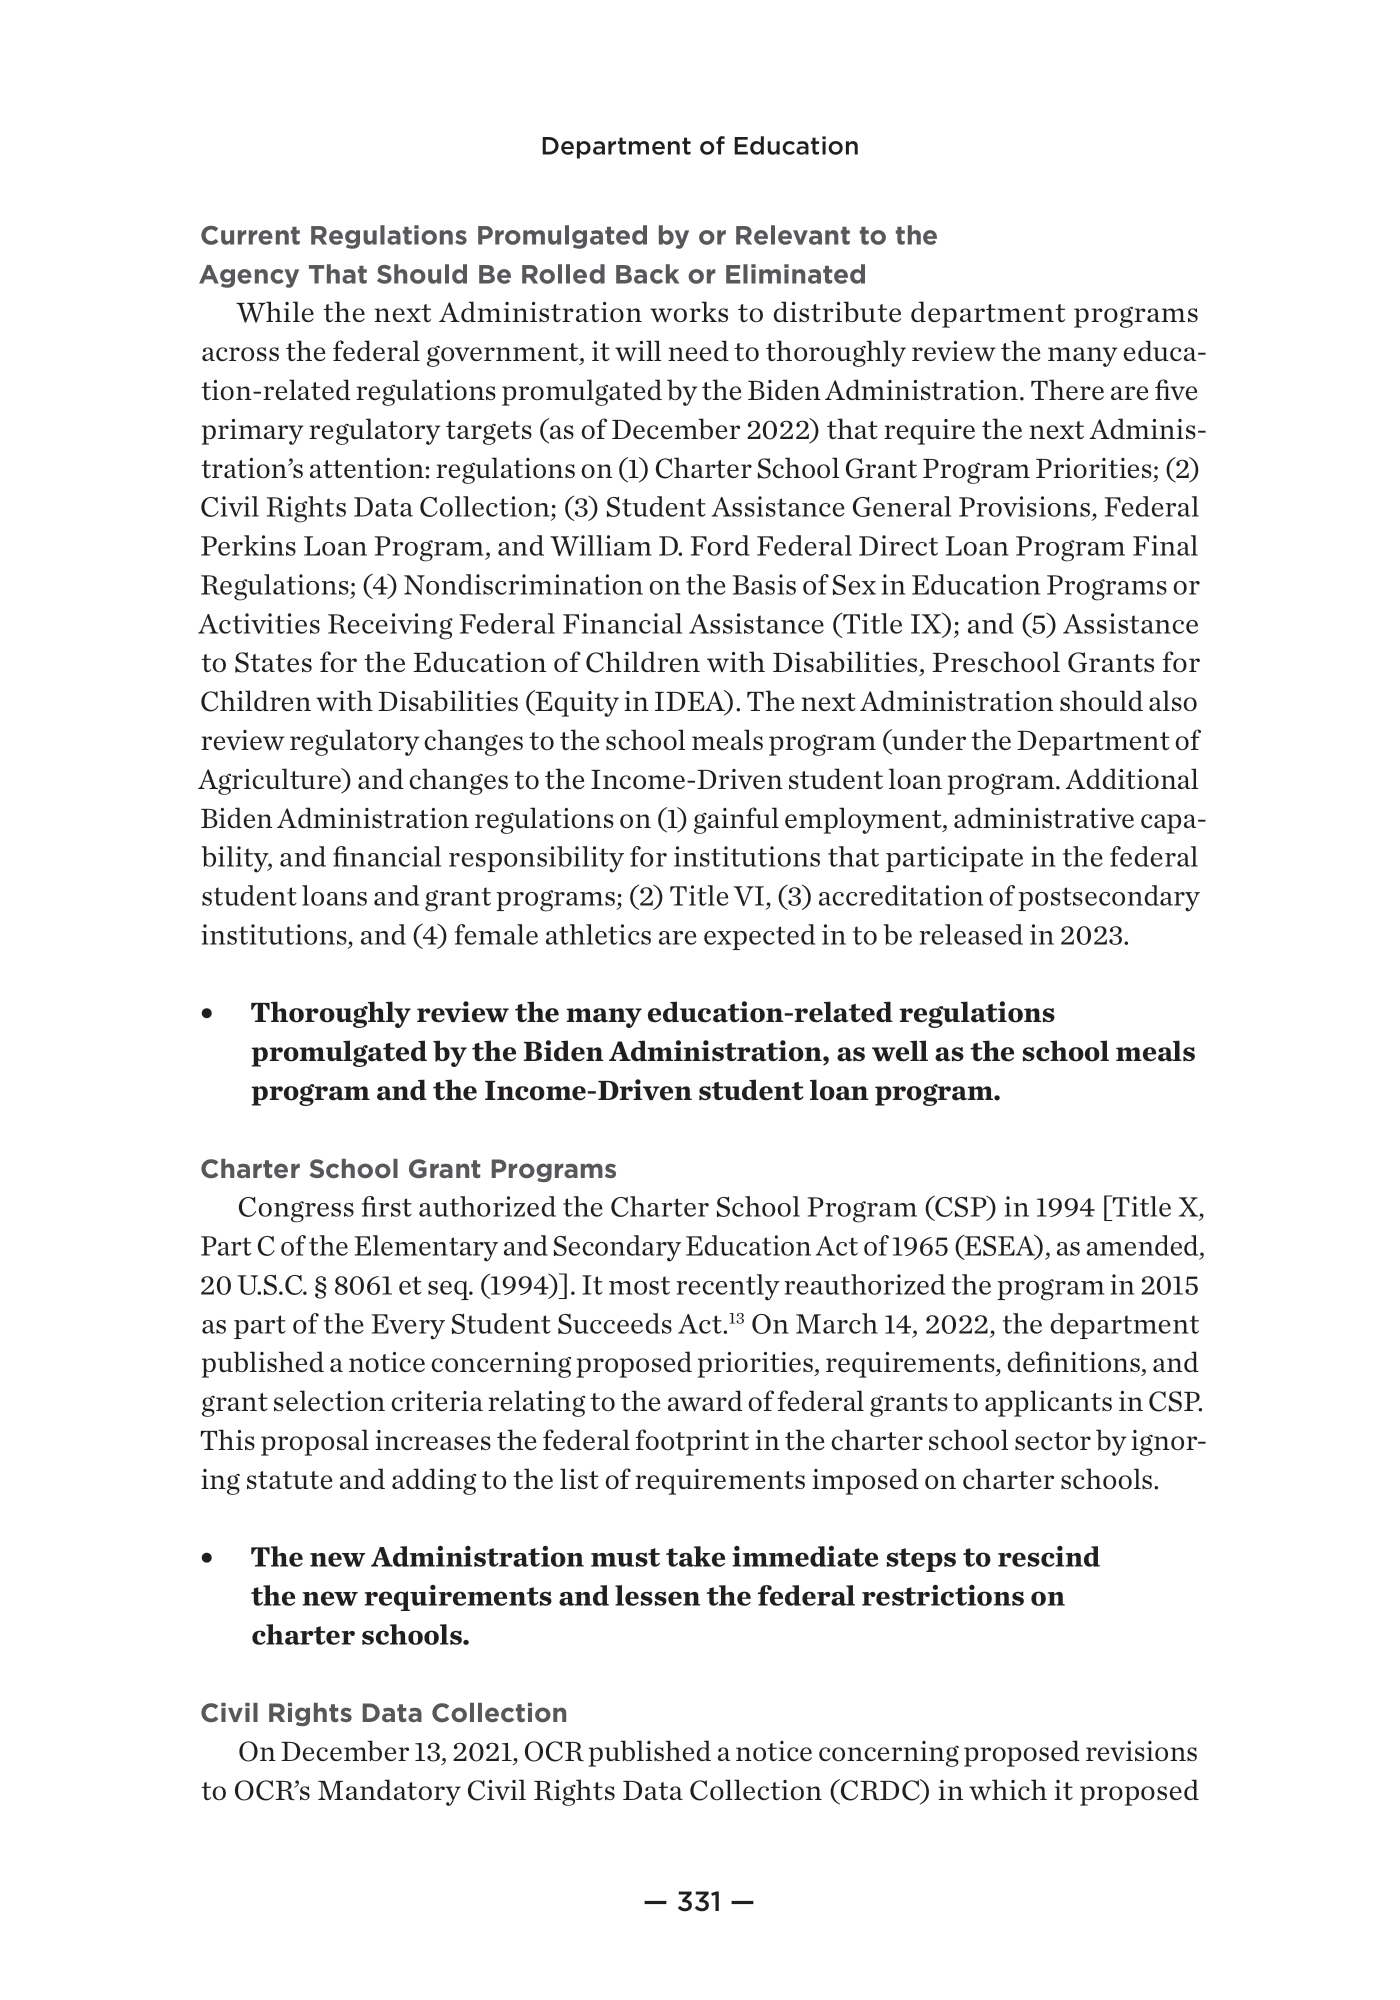 Department of Education
Current Regulations Promulgated by or Relevant to the
Agency That Should Be Rolled Back or Eliminated
While the next Administration works to distribute department programs
across the federal government, it will need to thoroughly review the many educa-
tion-related regulations promulgated by the Biden Administration. There are five
primary regulatory targets (as of December 2022) that require the next Adminis-
tration’s attention: regulations on (1) Charter School Grant Program Priorities; (2)
Civil Rights Data Collection; (3) Student Assistance General Provisions, Federal
Perkins Loan Program, and William D. Ford Federal Direct Loan Program Final
Regulations; (4) Nondiscrimination on the Basis of Sex in Education Programs or
Activities Receiving Federal Financial Assistance (Title IX); and (5) Assistance
to States for the Education of Children with Disabilities, Preschool Grants for
Children with Disabilities (Equity in IDEA). The next Administration should also
review regulatory changes to the school meals program (under the Department of
Agriculture) and changes to the Income-Driven student loan program. Additional
Biden Administration regulations on (1) gainful employment, administrative capa-
bility, and financial responsibility for institutions that participate in the federal
student loans and grant programs; (2) Title VI, (3) accreditation of postsecondary
institutions, and (4) female athletics are expected in to be released in 2023.
• Thoroughly review the many education-related regulations
promulgated by the Biden Administration, as well as the school meals
program and the Income-Driven student loan program.
Charter School Grant Programs
Congress first authorized the Charter School Program (CSP) in 1994 [Title X,
Part C of the Elementary and Secondary Education Act of 1965 (ESEA), as amended,
20 U.S.C. § 8061 et seq. (1994)]. It most recently reauthorized the program in 2015
as part of the Every Student Succeeds Act.13 On March 14, 2022, the department
published a notice concerning proposed priorities, requirements, definitions, and
grant selection criteria relating to the award of federal grants to applicants in CSP.
This proposal increases the federal footprint in the charter school sector by ignor-
ing statute and adding to the list of requirements imposed on charter schools.
• The new Administration must take immediate steps to rescind
the new requirements and lessen the federal restrictions on
charter schools.
Civil Rights Data Collection
On December 13, 2021, OCR published a notice concerning proposed revisions
to OCR’s Mandatory Civil Rights Data Collection (CRDC) in which it proposed
— 331 —